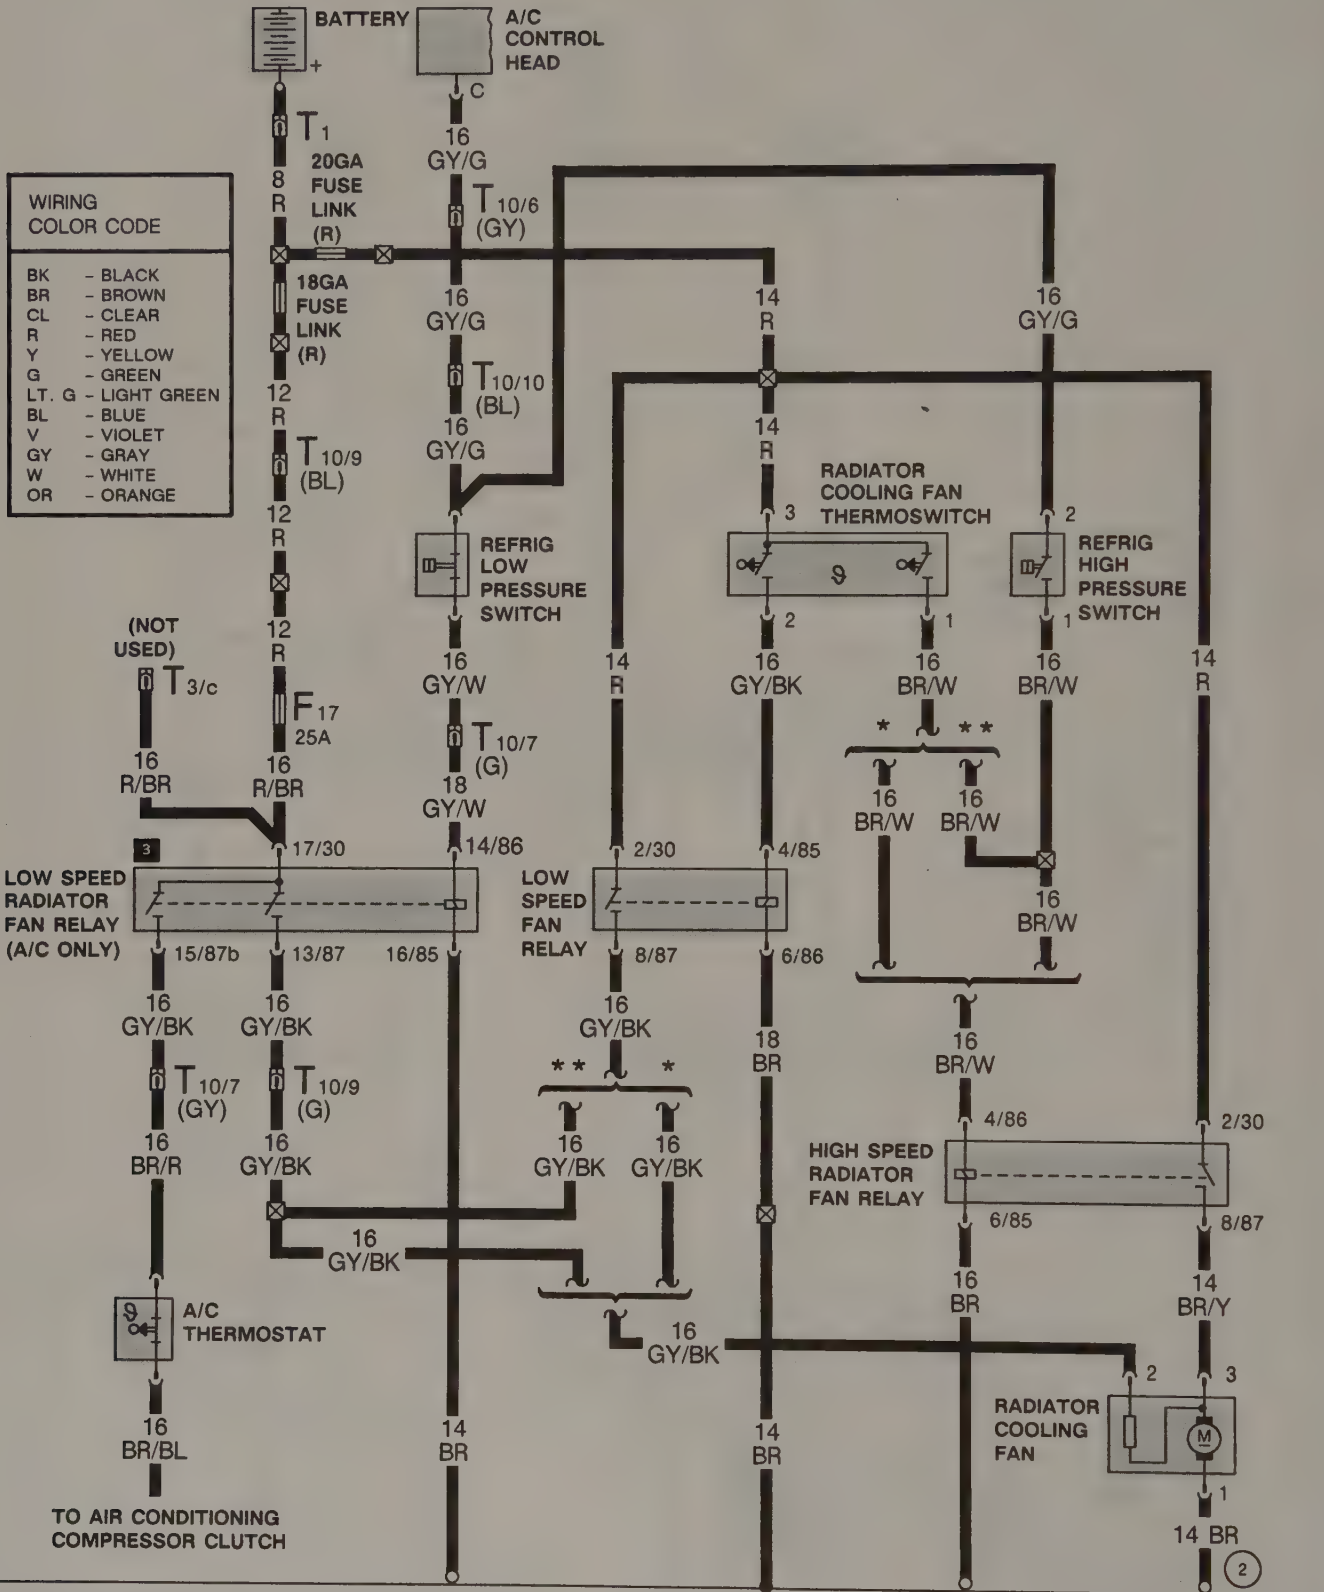 BATTERY
+
A/C
CONTROL
HEAD
C
T1
8
R
20GA
FUSE
LINK
(R)
16
GY/G
T10/6
(GY)
WIRING
COLOR CODE
BK - BLACK
BR - BROWN
CL - CLEAR
R - RED
Y - YELLOW
G - GREEN
LT. G - LIGHT GREEN
BL - BLUE
V - VIOLET
GY - GRAY
W - WHITE
OR - ORANGE
18GA
FUSE
LINK
(R)
16
GY/G
14
R
16
GY/G
12
R
T10/10
(BL)
16
GY/G
14
R
T10/9
(BL)
12
R
RADIATOR
COOLING FAN
THERMOSWITCH
3
2
REFRIG
LOW
PRESSURE
SWITCH
ϑ
REFRIG
HIGH
PRESSURE
SWITCH
2
1
1
(NOT
USED)
T3/c
12
R
16
GY/W
14
R
16
GY/BK
16
BR/W
16
BR/W
14
R
F17
25A
T10/7
(G)
*
* *
16
R/BR
16
R/BR
18
GY/W
16
BR/W
16
BR/W
3
17/30
14/86
2/30
4/85
LOW SPEED
RADIATOR
FAN RELAY
(A/C ONLY)
LOW
SPEED
FAN
RELAY
16
BR/W
15/87b
13/87
16/85
8/87
6/86
16
GY/BK
16
GY/BK
16
GY/BK
18
BR
16
BR/W
T10/7
(GY)
T10/9
(G)
* *
*
16
BR/R
16
GY/BK
16
GY/BK
16
GY/BK
4/86
2/30
HIGH SPEED
RADIATOR
FAN RELAY
6/85
8/87
16
GY/BK
16
BR
14
BR/Y
ϑ
A/C
THERMOSTAT
16
GY/BK
2
3
RADIATOR
COOLING
FAN
M
1
16
BR/BL
14
BR
14
BR
14 BR
TO AIR CONDITIONING
COMPRESSOR CLUTCH
2